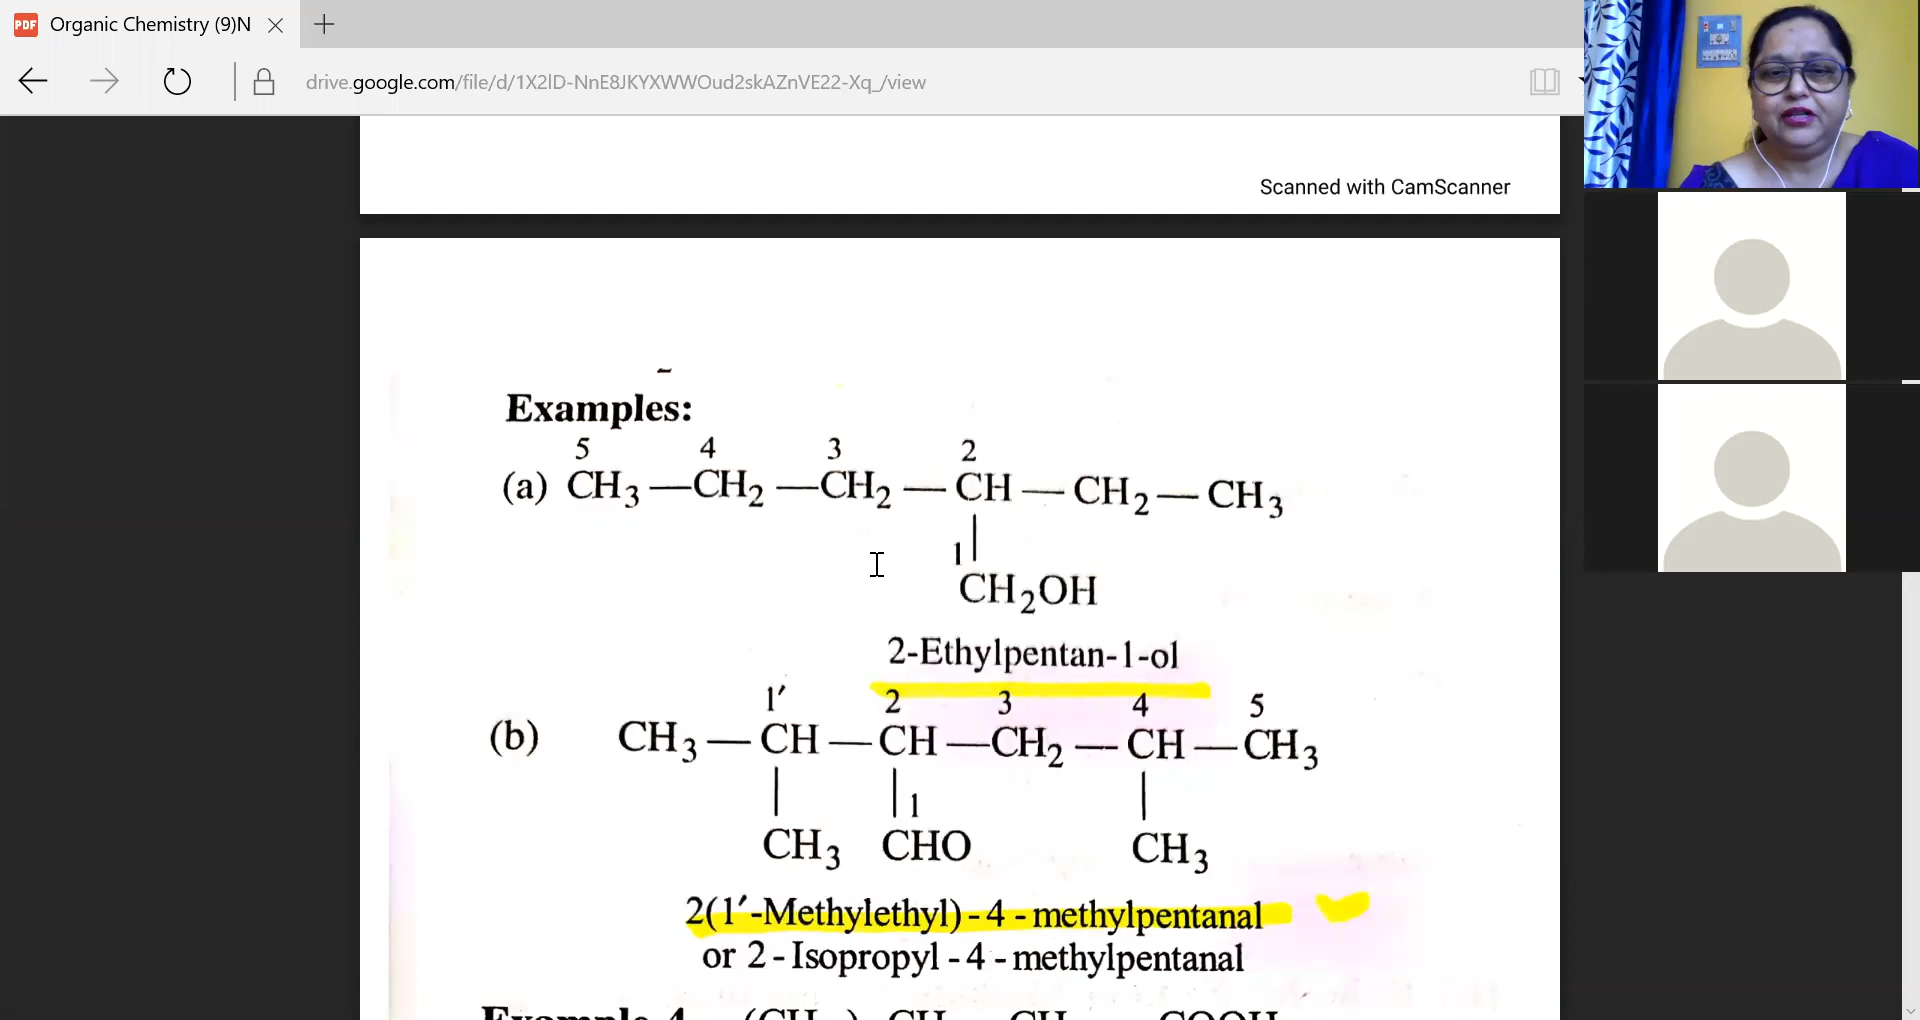 Organic Chemistry (9)N
drive.google.com/file/d/1X2lD-NnE8JKYXWWOud2skAZnVE22-Xq_/view
Scanned with CamScanner
Examples:
5 4 3 2
(a) CH3—CH2—CH2—CH—CH2—CH3
1|
CH2OH
2-Ethylpentan-1-ol
1′ 2 3 4 5
(b) CH3—CH—CH—CH2—CH—CH3
| |1 |
CH3 CHO CH3
2(1′-Methylethyl)-4-methylpentanal
or 2-Isopropyl-4-methylpentanal